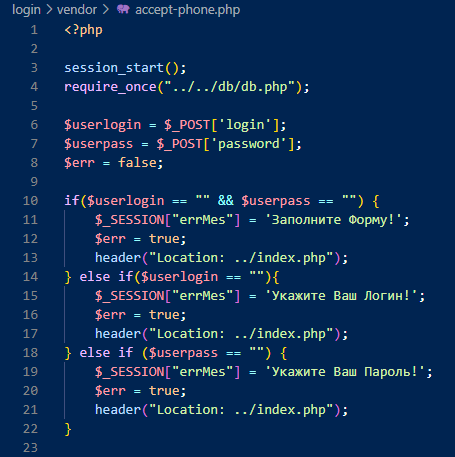 login > vendor > accept-phone.php
1 <?php
2
3 session_start();
4 require_once("../../db/db.php");
5
6 $userlogin = $_POST['login'];
7 $userpass = $_POST['password'];
8 $err = false;
9
10 if($userlogin == "" && $userpass == "") {
11     $_SESSION["errMes"] = 'Заполните Форму!';
12     $err = true;
13     header("Location: ../index.php");
14 } else if($userlogin == ""){
15     $_SESSION["errMes"] = 'Укажите Ваш Логин!';
16     $err = true;
17     header("Location: ../index.php");
18 } else if ($userpass == "") {
19     $_SESSION["errMes"] = 'Укажите Ваш Пароль!';
20     $err = true;
21     header("Location: ../index.php");
22 }
23